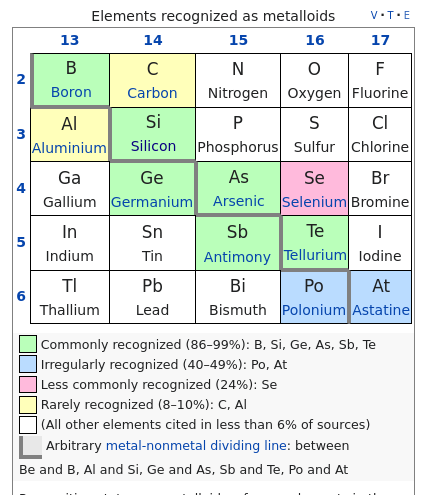 Elements recognized as metalloids V • T • E
13 14 15 16 17
2 B C N O F
Boron Carbon Nitrogen Oxygen Fluorine
3 Al Si P S Cl
Aluminium Silicon Phosphorus Sulfur Chlorine
4 Ga Ge As Se Br
Gallium Germanium Arsenic Selenium Bromine
5 In Sn Sb Te I
Indium Tin Antimony Tellurium Iodine
6 Tl Pb Bi Po At
Thallium Lead Bismuth Polonium Astatine
Commonly recognized (86–99%): B, Si, Ge, As, Sb, Te
Irregularly recognized (40–49%): Po, At
Less commonly recognized (24%): Se
Rarely recognized (8–10%): C, Al
(All other elements cited in less than 6% of sources)
Arbitrary metal-nonmetal dividing line: between
Be and B, Al and Si, Ge and As, Sb and Te, Po and At